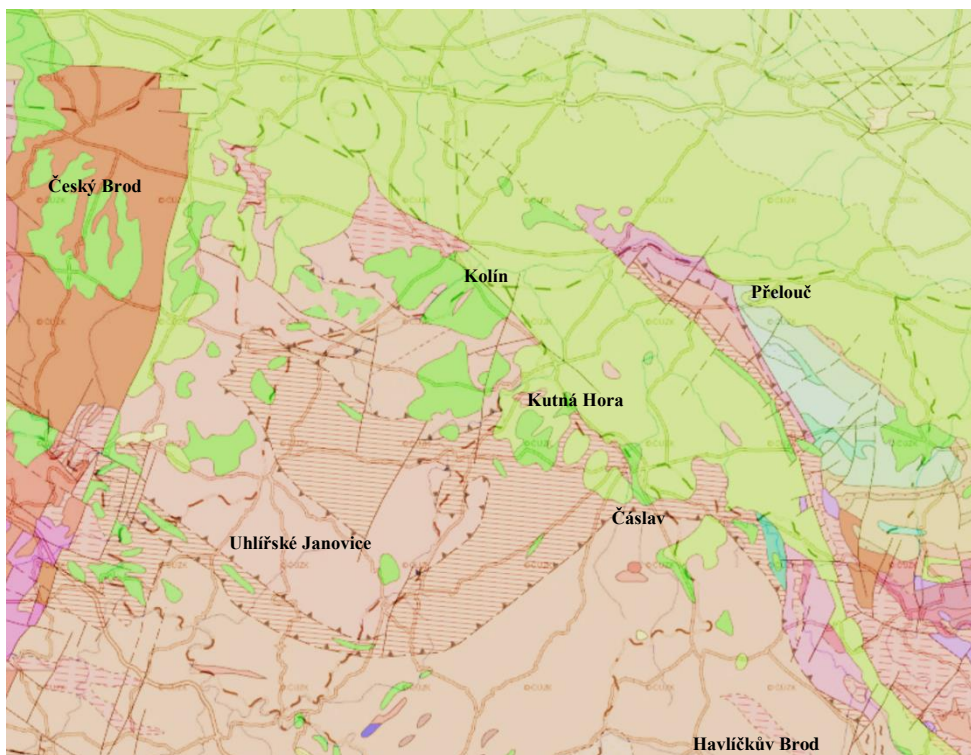 Český Brod
Kolín
Přelouč
Kutná Hora
Čáslav
Uhlířské Janovice
Havlíčkův Brod